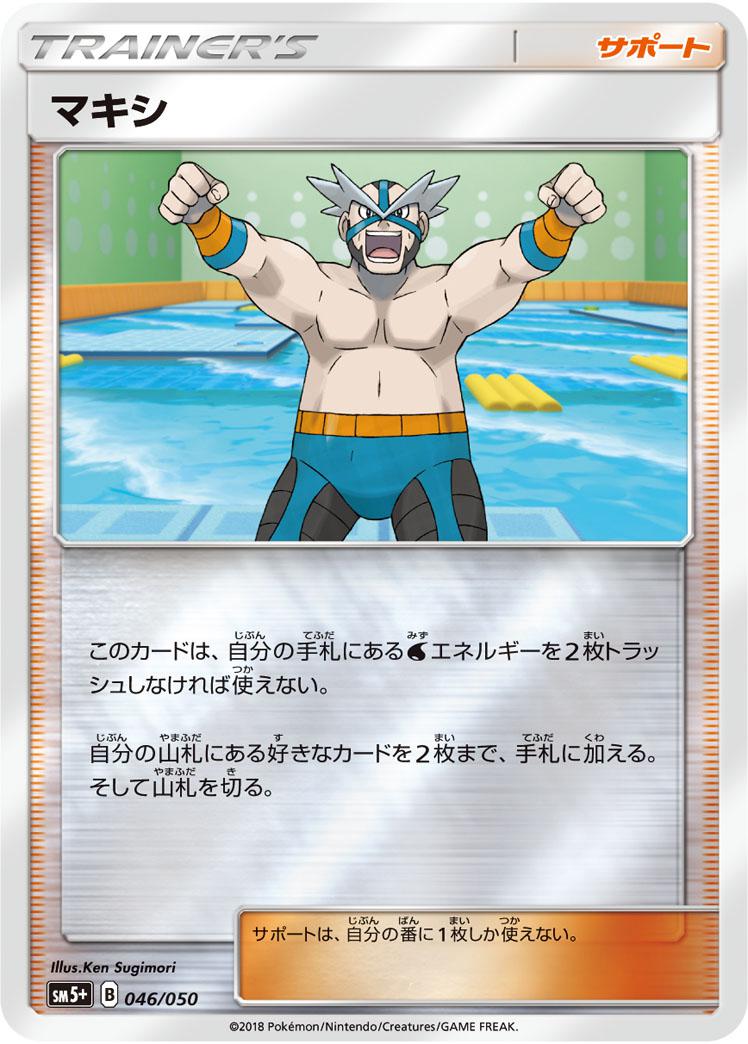 TRAINER'S サポート
マキシ
このカードは、自分の手札にあるエネルギーを2枚トラッ
シュしなければ使えない。
自分の山札にある好きなカードを2枚まで、手札に加える。
そして山札を切る。
サポートは、自分の番に1枚しか使えない。
Illus.Ken Sugimori
SM5+ B 046/050
©2018 Pokémon/Nintendo/Creatures/GAME FREAK.